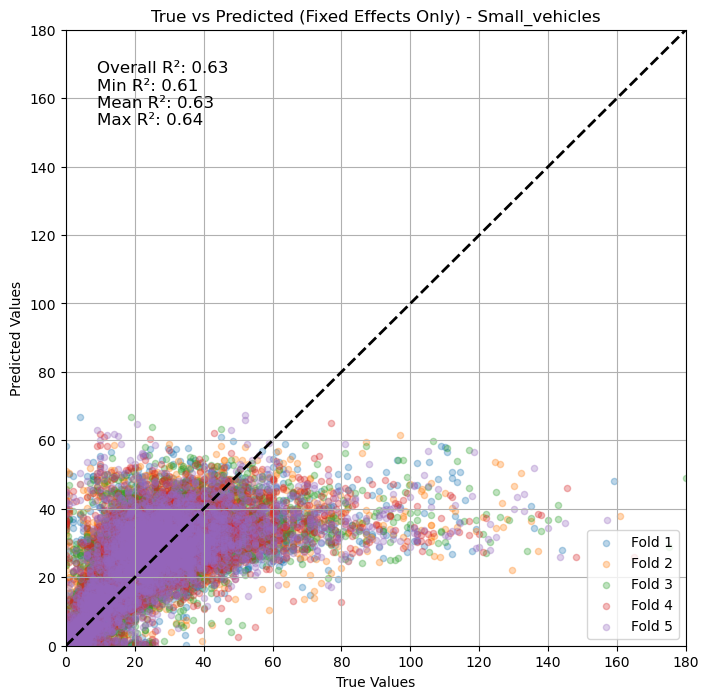 True vs Predicted (Fixed Effects Only) - Small_vehicles
180
160
140
120
100
80
60
40
20
0
Predicted Values
Overall R²: 0.63
Min R²: 0.61
Mean R²: 0.63
Max R²: 0.64
Fold 1
Fold 2
Fold 3
Fold 4
Fold 5
0 20 40 60 80 100 120 140 160 180
True Values